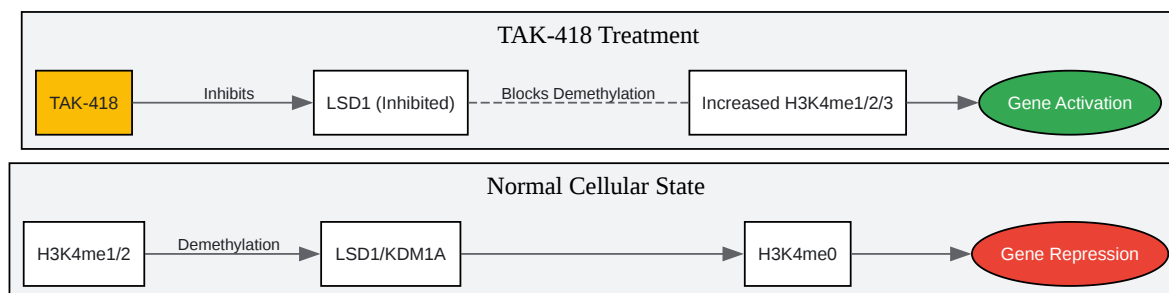 TAK-418 Treatment
TAK-418
Inhibits
LSD1 (Inhibited)
Blocks Demethylation
Increased H3K4me1/2/3
Gene Activation
Normal Cellular State
H3K4me1/2
Demethylation
LSD1/KDM1A
H3K4me0
Gene Repression